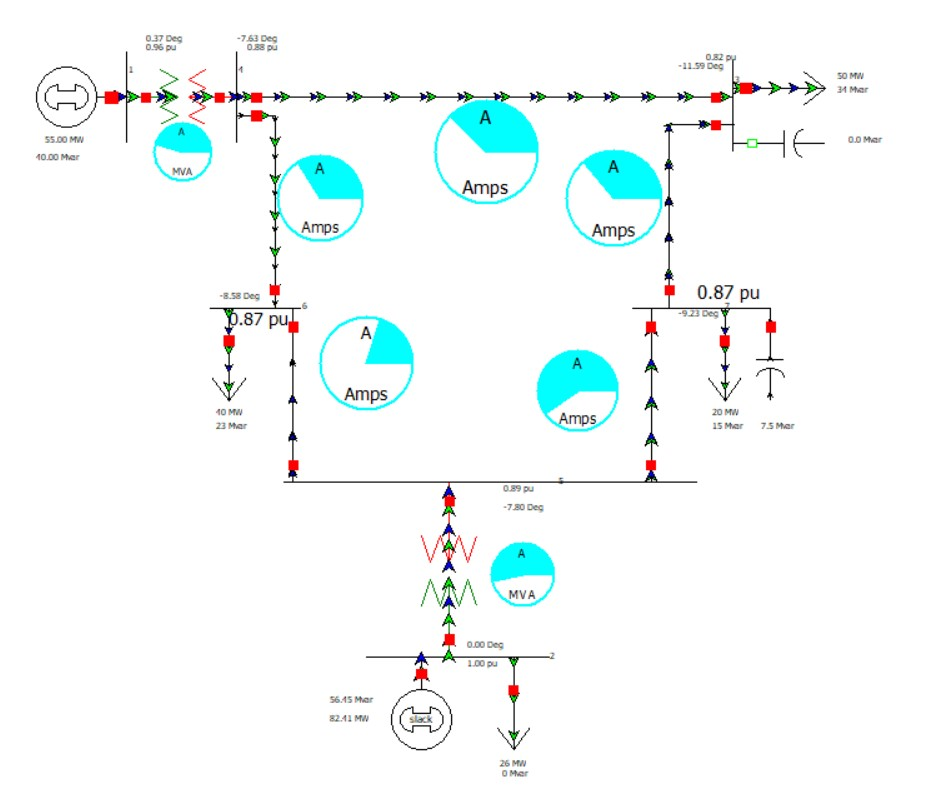 0.37 Deg
0.96 pu
-7.63 Deg
0.88 pu
0.82 pu
-11.59 Deg
1
4
3
50 MW
34 Mvar
55.00 MW
40.00 Mvar
A
MVA
A
Amps
0.0 Mvar
A
Amps
A
Amps
-8.58 Deg
6
0.87 pu
0.87 pu
-9.23 Deg
7
A
Amps
A
Amps
40 MW
23 Mvar
20 MW
15 Mvar
7.5 Mvar
5
0.89 pu
-7.80 Deg
A
MVA
0.00 Deg
1.00 pu
2
56.45 Mvar
82.41 MW
slack
26 MW
0 Mvar